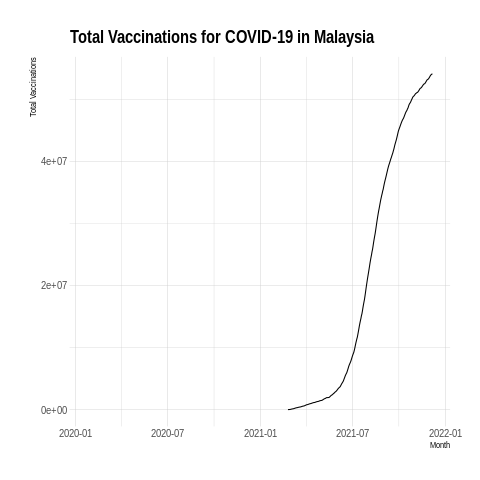 Total Vaccinations for COVID-19 in Malaysia
Total Vaccinations
4e+07
2e+07
0e+00
2020-01 2020-07 2021-01 2021-07 2022-01
Month